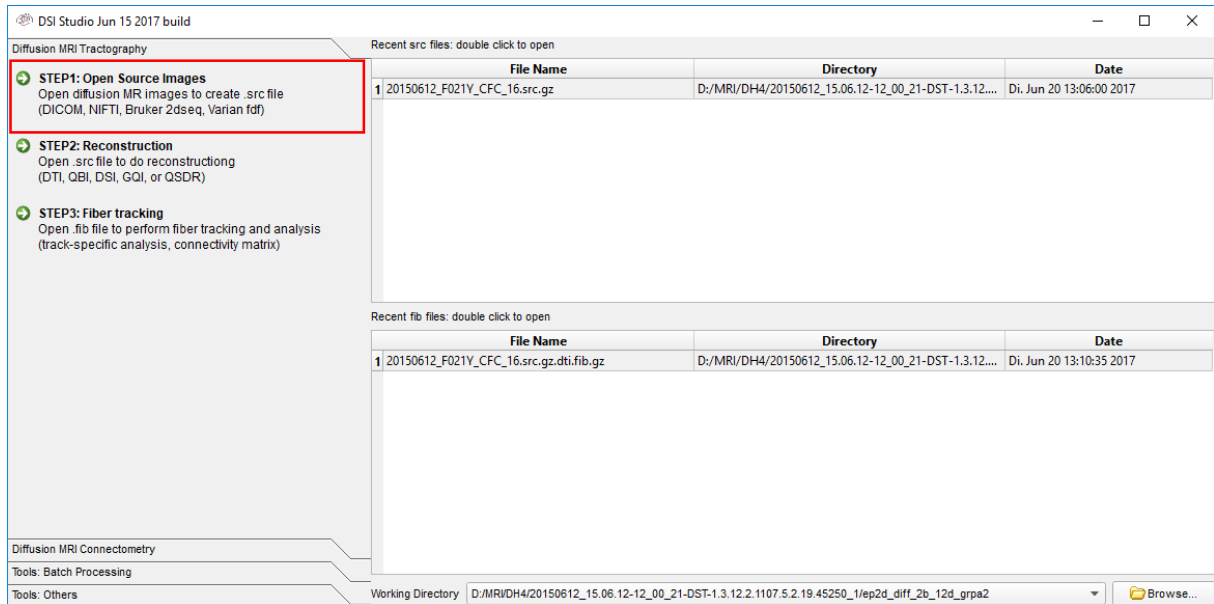 DSI Studio Jun 15 2017 build
Diffusion MRI Tractography
STEP1: Open Source Images
Open diffusion MR images to create .src file
(DICOM, NIFTI, Bruker 2dseq, Varian fdf)
STEP2: Reconstruction
Open .src file to do reconstructiong
(DTI, QBI, DSI, GQI, or QSDR)
STEP3: Fiber tracking
Open .fib file to perform fiber tracking and analysis
(track-specific analysis, connectivity matrix)
Diffusion MRI Connectometry
Tools: Batch Processing
Tools: Others
Recent src files: double click to open
File Name Directory Date
1 20150612_F021Y_CFC_16.src.gz D:/MRI/DH4/20150612_15.06.12-12_00_21-DST-1.3.12.... Di. Jun 20 13:06:00 2017
Recent fib files: double click to open
File Name Directory Date
1 20150612_F021Y_CFC_16.src.gz.dti.fib.gz D:/MRI/DH4/20150612_15.06.12-12_00_21-DST-1.3.12.... Di. Jun 20 13:10:35 2017
Working Directory D:/MRI/DH4/20150612_15.06.12-12_00_21-DST-1.3.12.2.1107.5.2.19.45250_1/ep2d_diff_2b_12d_grpa2 Browse...